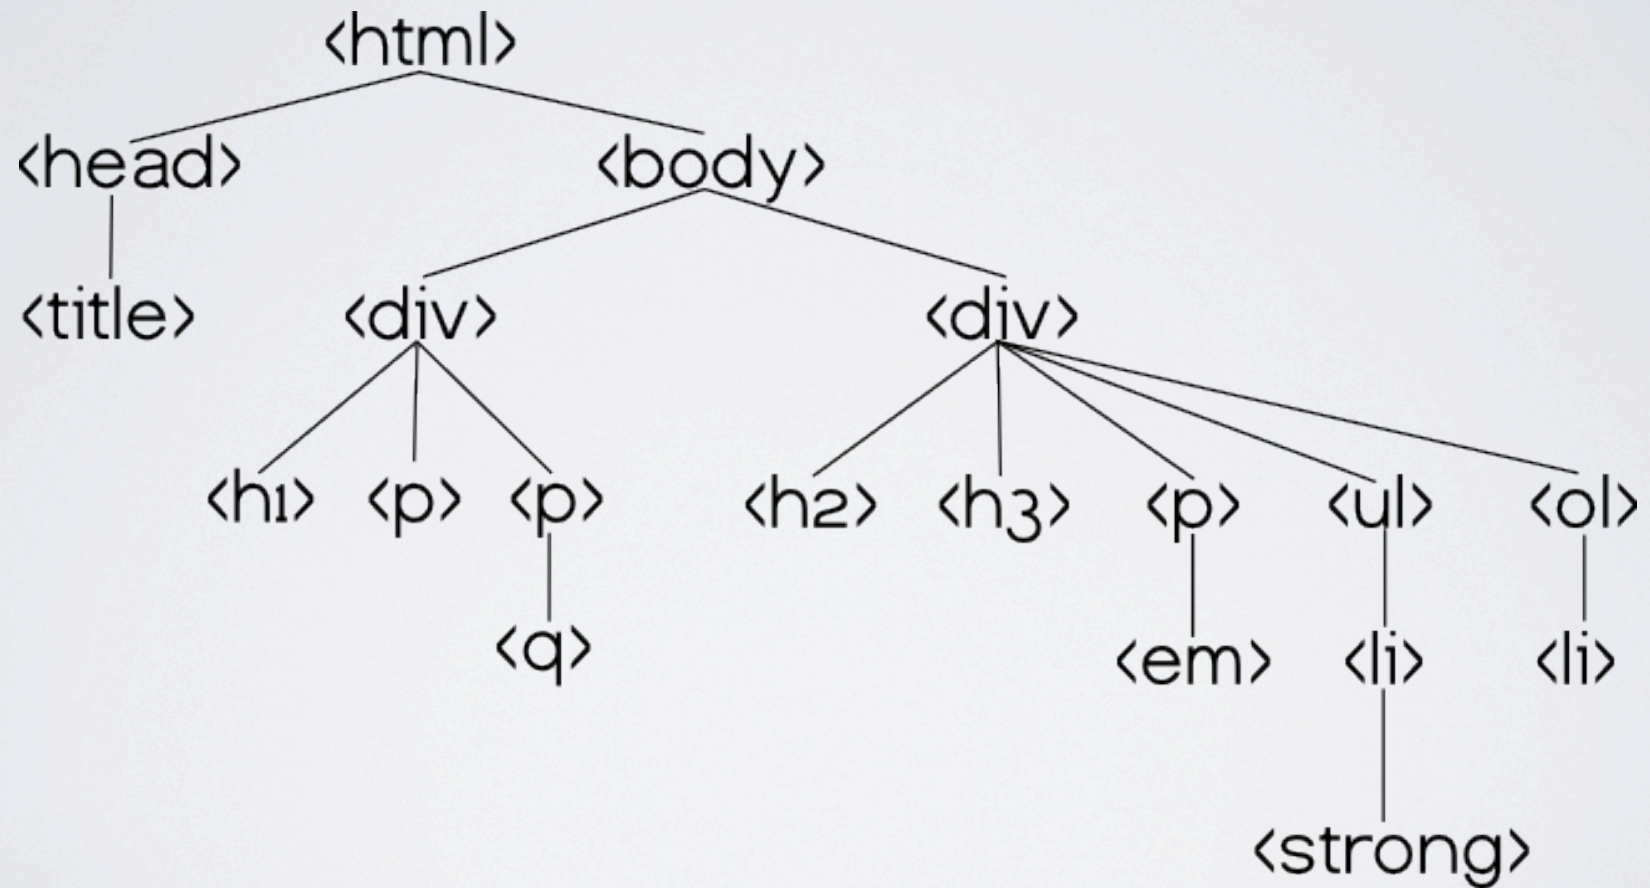 <html>
<head> <body>
<title> <div> <div>
<h1> <p> <p> <h2> <h3> <p> <ul> <ol>
<q> <em> <li> <li>
<strong>